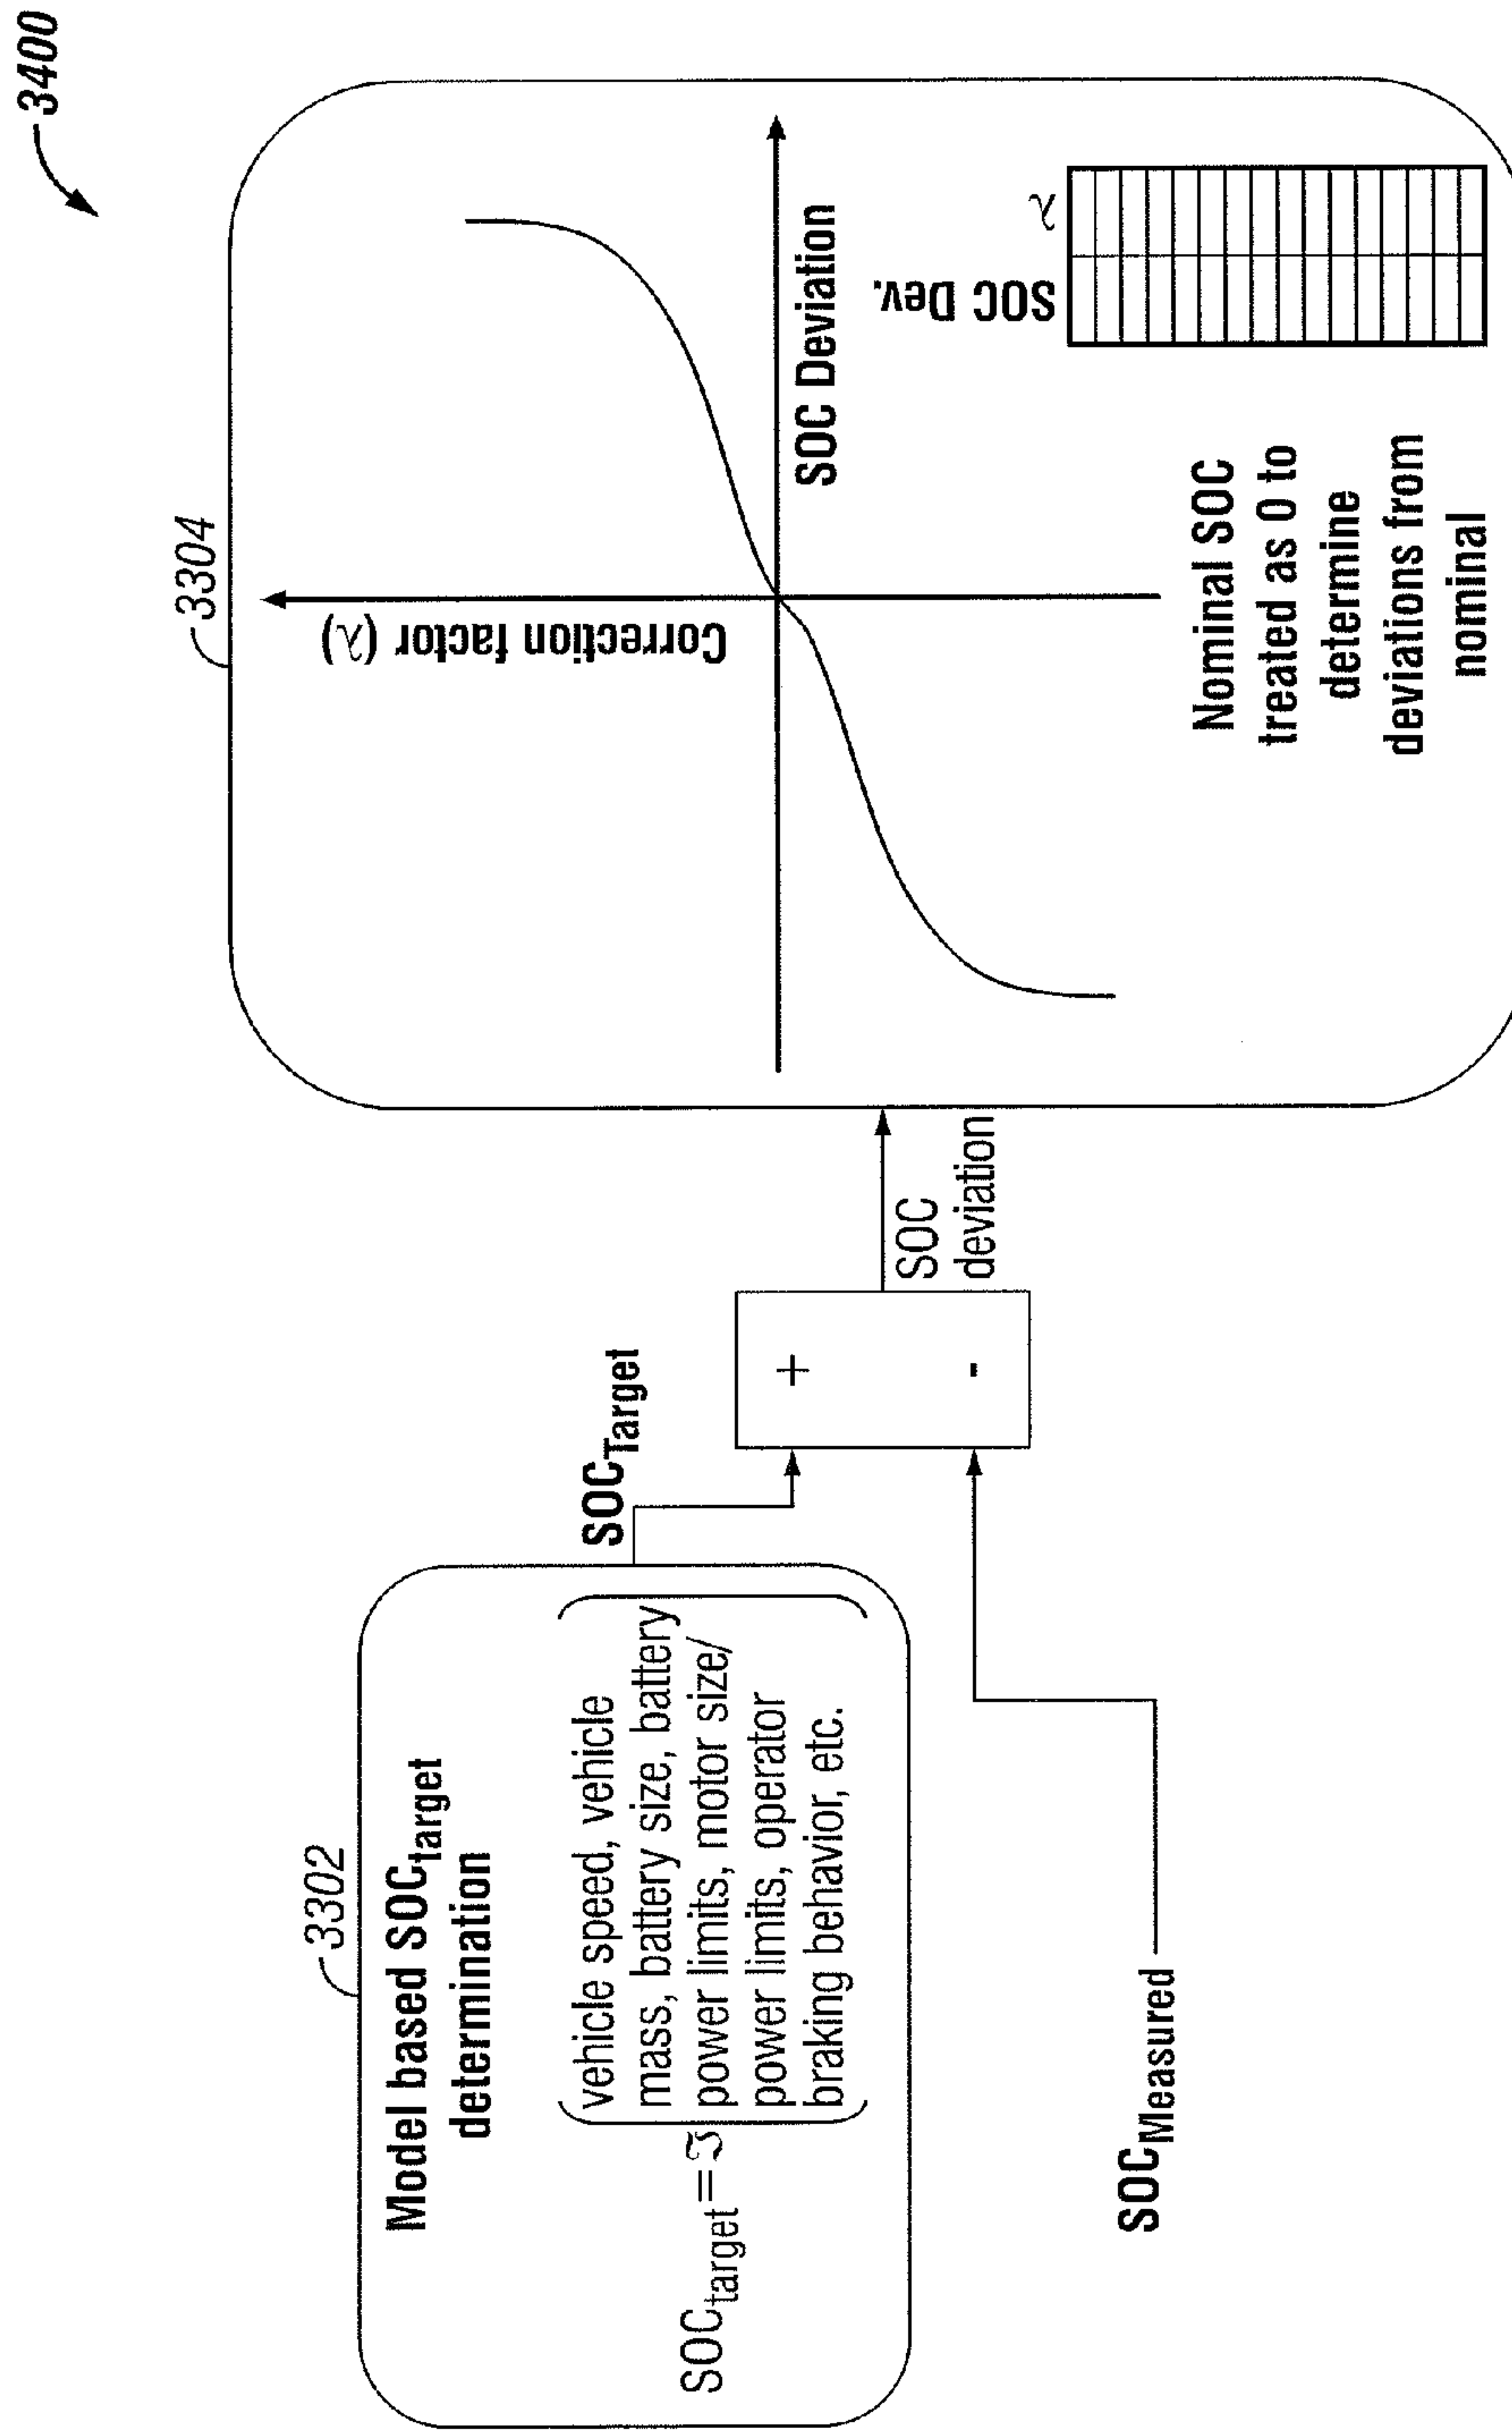 3400
3302
Model based SOCtarget
determination
SOCtarget=ℑ
vehicle speed, vehicle
mass, battery size, battery
power limits, motor size/
power limits, operator
braking behavior, etc.
SOCTarget
SOCMeasured
+
-
SOC
deviation
3304
Correction factor (λ)
SOC Deviation
Nominal SOC
treated as 0 to
determine
deviations from
nominal
SOC Dev. λ